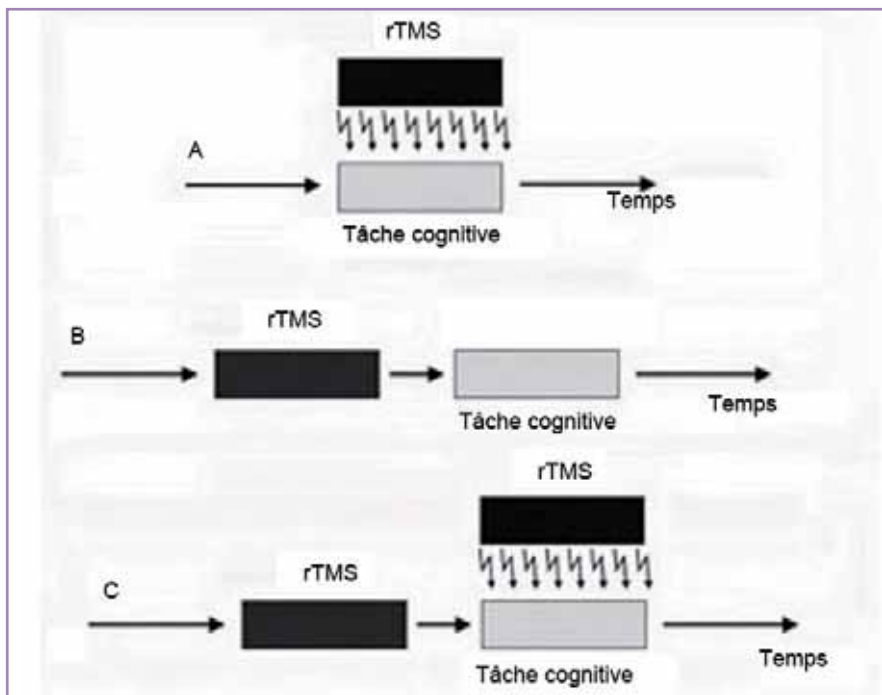 rTMS
A
Temps
Tâche cognitive
rTMS
B
Temps
Tâche cognitive
rTMS
rTMS
C
Temps
Tâche cognitive